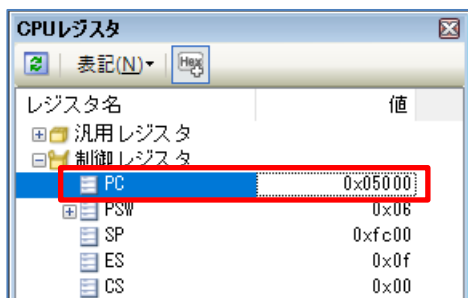 CPUレジスタ
表記(N)▾ Hex
レジスタ名 値
汎用レジスタ
制御レジスタ
PC 0x05000
PSW 0x06
SP 0xfc00
ES 0x0f
CS 0x00